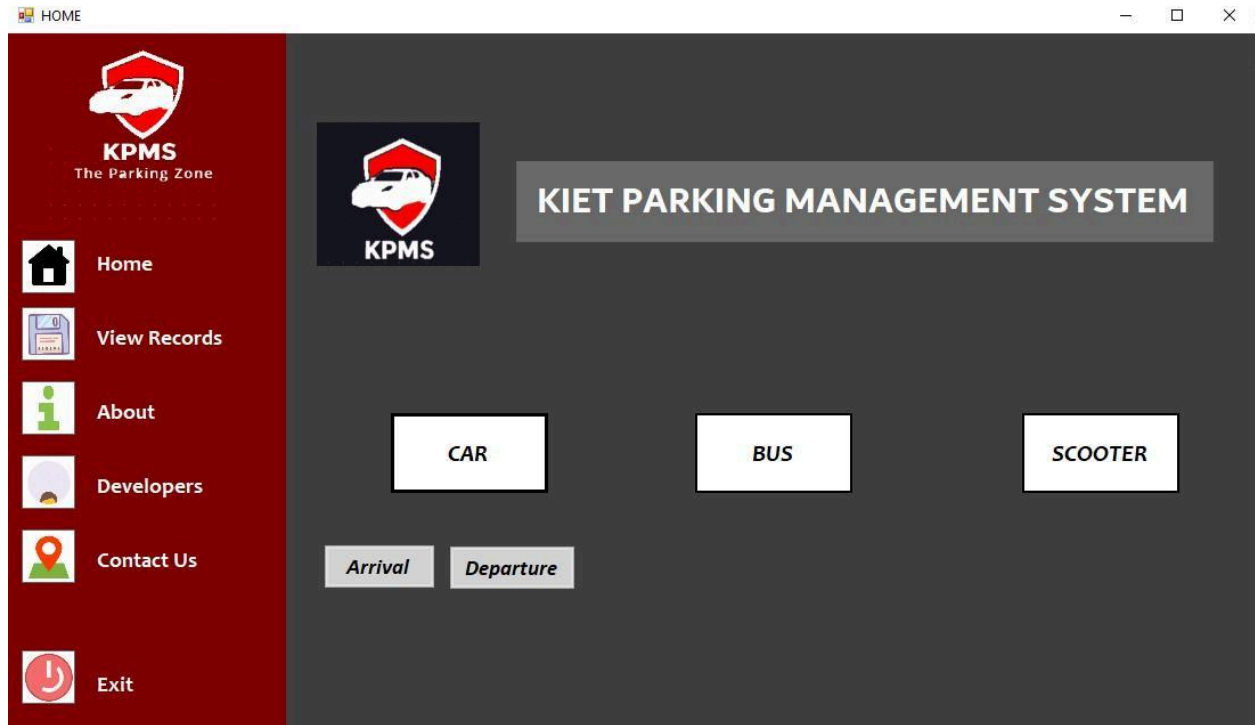 HOME
KPMS
The Parking Zone
Home
View Records
About
Developers
Contact Us
Exit
KPMS
KIET PARKING MANAGEMENT SYSTEM
CAR
BUS
SCOOTER
Arrival
Departure